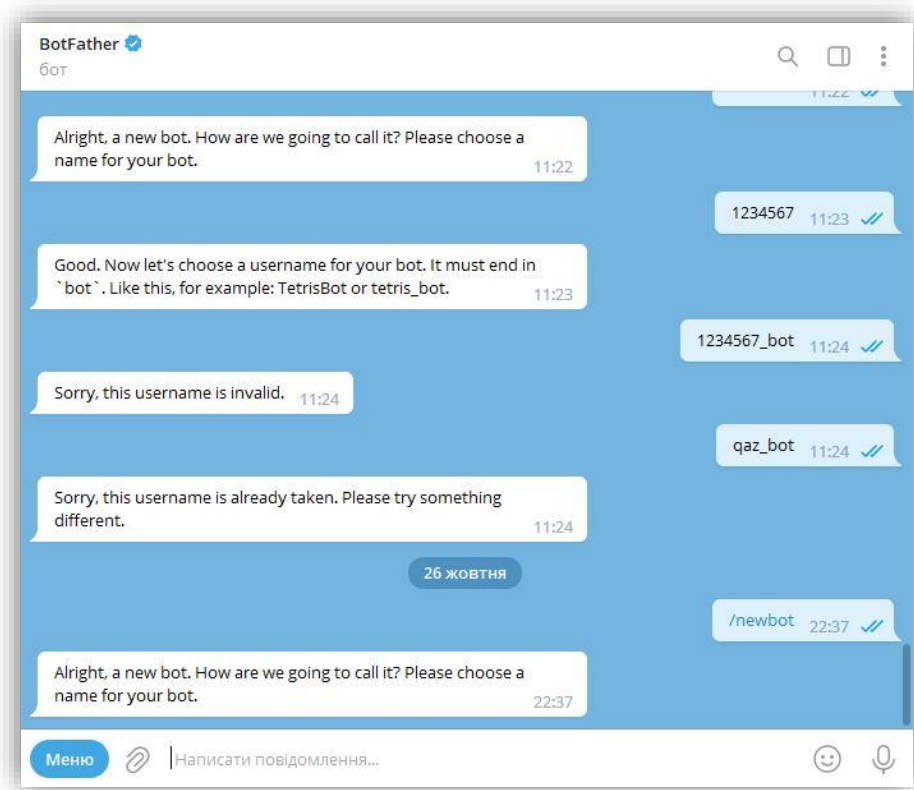 BotFather
бот
11:22
Alright, a new bot. How are we going to call it? Please choose a
name for your bot.
11:22
1234567 11:23
Good. Now let's choose a username for your bot. It must end in
`bot`. Like this, for example: TetrisBot or tetris_bot.
11:23
1234567_bot 11:24
Sorry, this username is invalid. 11:24
qaz_bot 11:24
Sorry, this username is already taken. Please try something
different.
11:24
26 жовтня
/newbot 22:37
Alright, a new bot. How are we going to call it? Please choose a
name for your bot.
22:37
Меню Написати повідомлення...